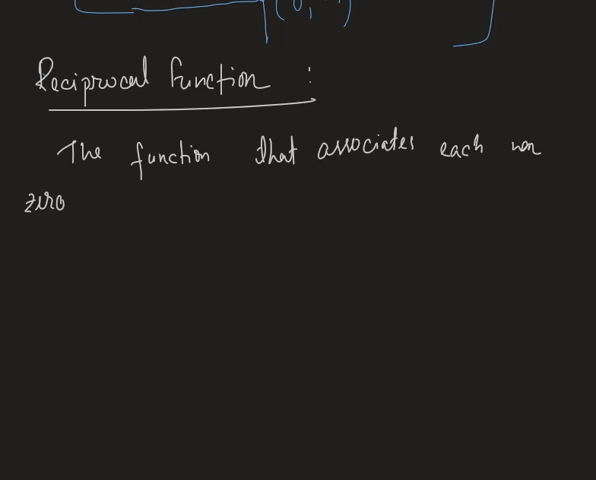 Reciprocal Function :
The function that associates each non
zero